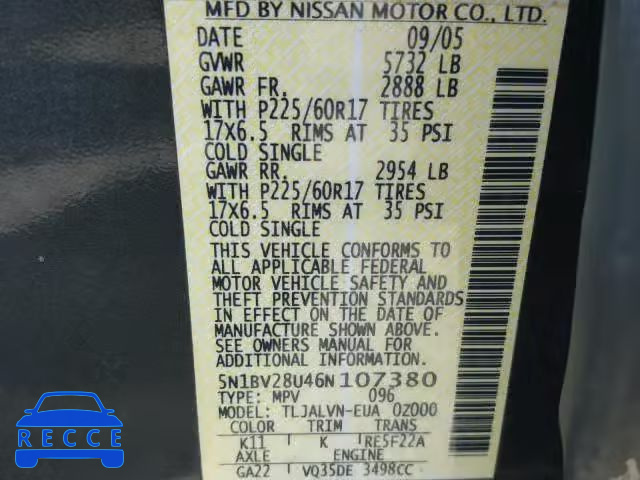 MFD BY NISSAN MOTOR CO., LTD.
DATE 09/05
GVWR 5732 LB
GAWR FR. 2888 LB
WITH P225/60R17 TIRES
17X6.5 RIMS AT 35 PSI
COLD SINGLE
GAWR RR. 2954 LB
WITH P225/60R17 TIRES
17X6.5 RIMS AT 35 PSI
COLD SINGLE
THIS VEHICLE CONFORMS TO
ALL APPLICABLE FEDERAL
MOTOR VEHICLE SAFETY AND
THEFT PREVENTION STANDARDS
IN EFFECT ON THE DATE OF
MANUFACTURE SHOWN ABOVE.
SEE OWNERS MANUAL FOR
ADDITIONAL INFORMATION.
5N1BV28U46N107380
TYPE: MPV 096
MODEL: TLJALVN-EUA 0Z000
COLOR TRIM TRANS
K11 K RE5F22A
AXLE ENGINE
GA22 VQ35DE 3498CC
RECCE